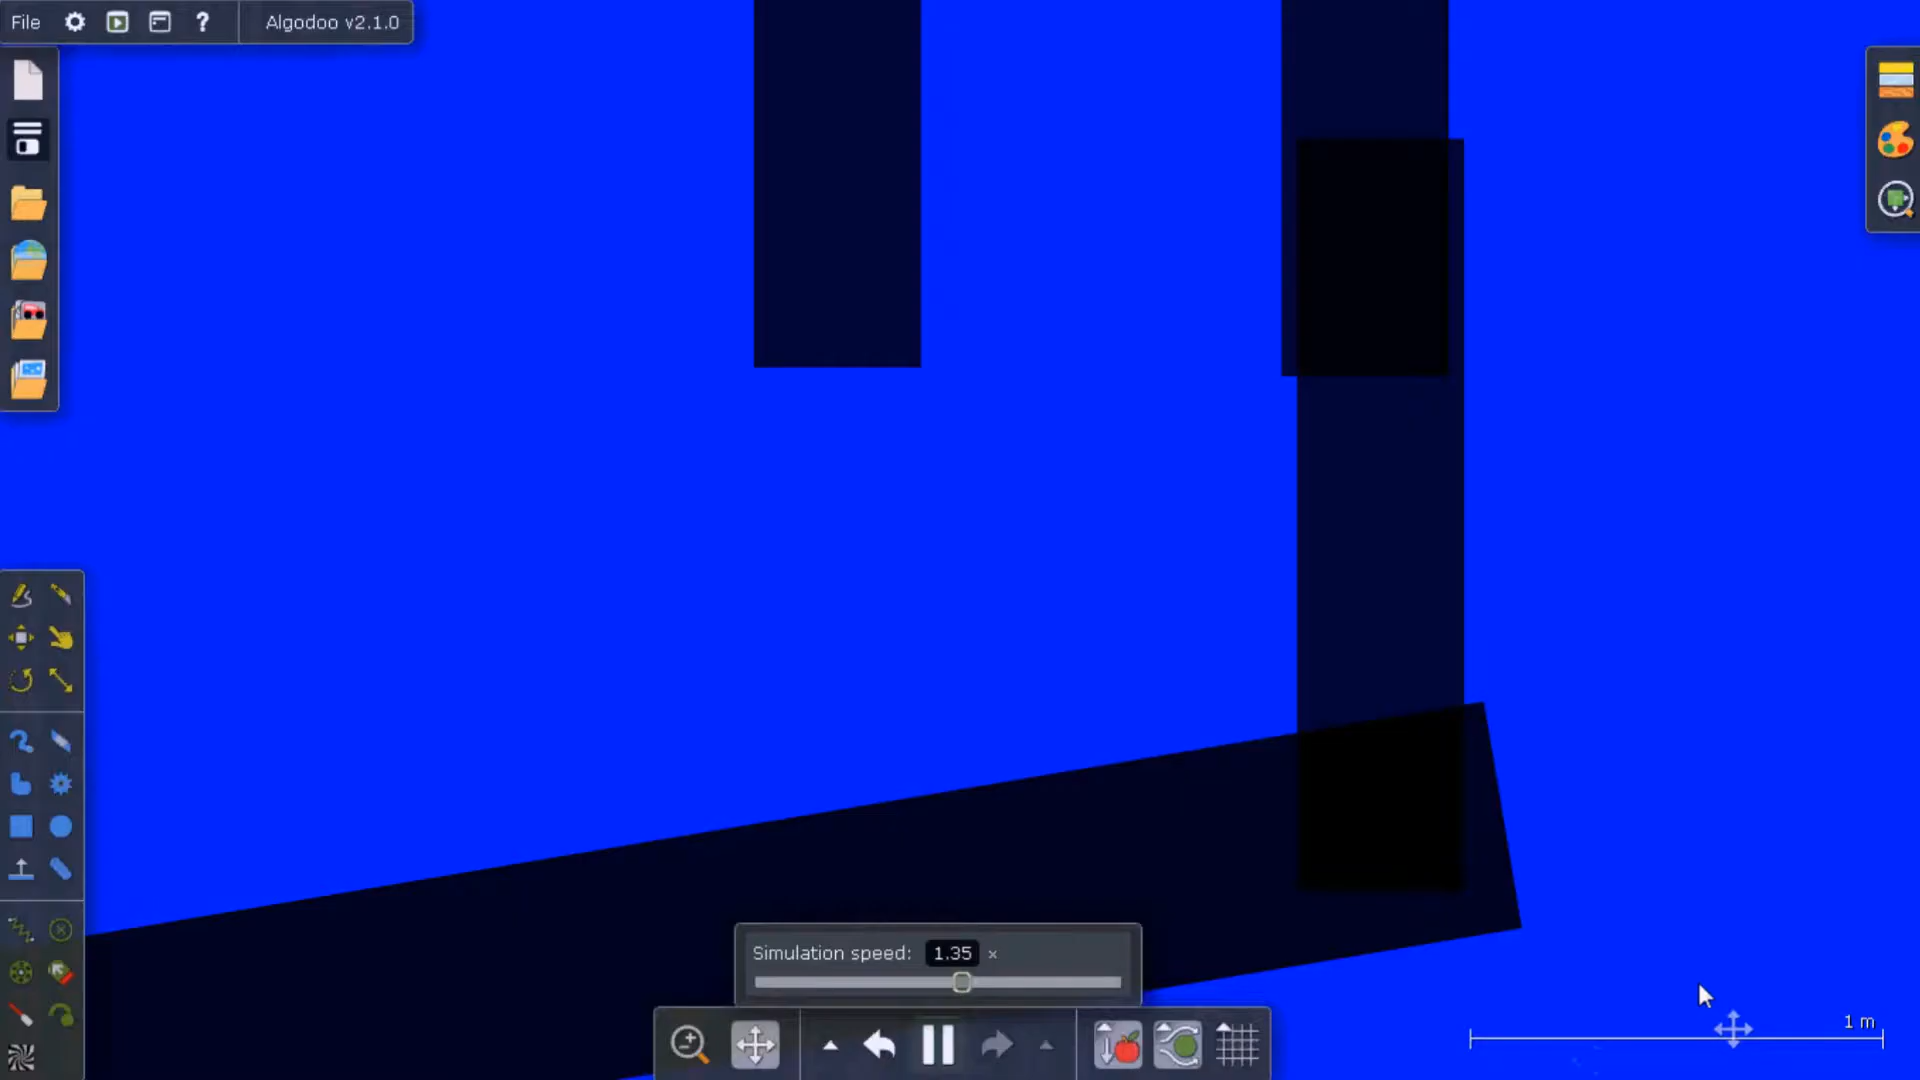 File
?
Algodoo v2.1.0
Simulation speed: 1.35 ×
1 m